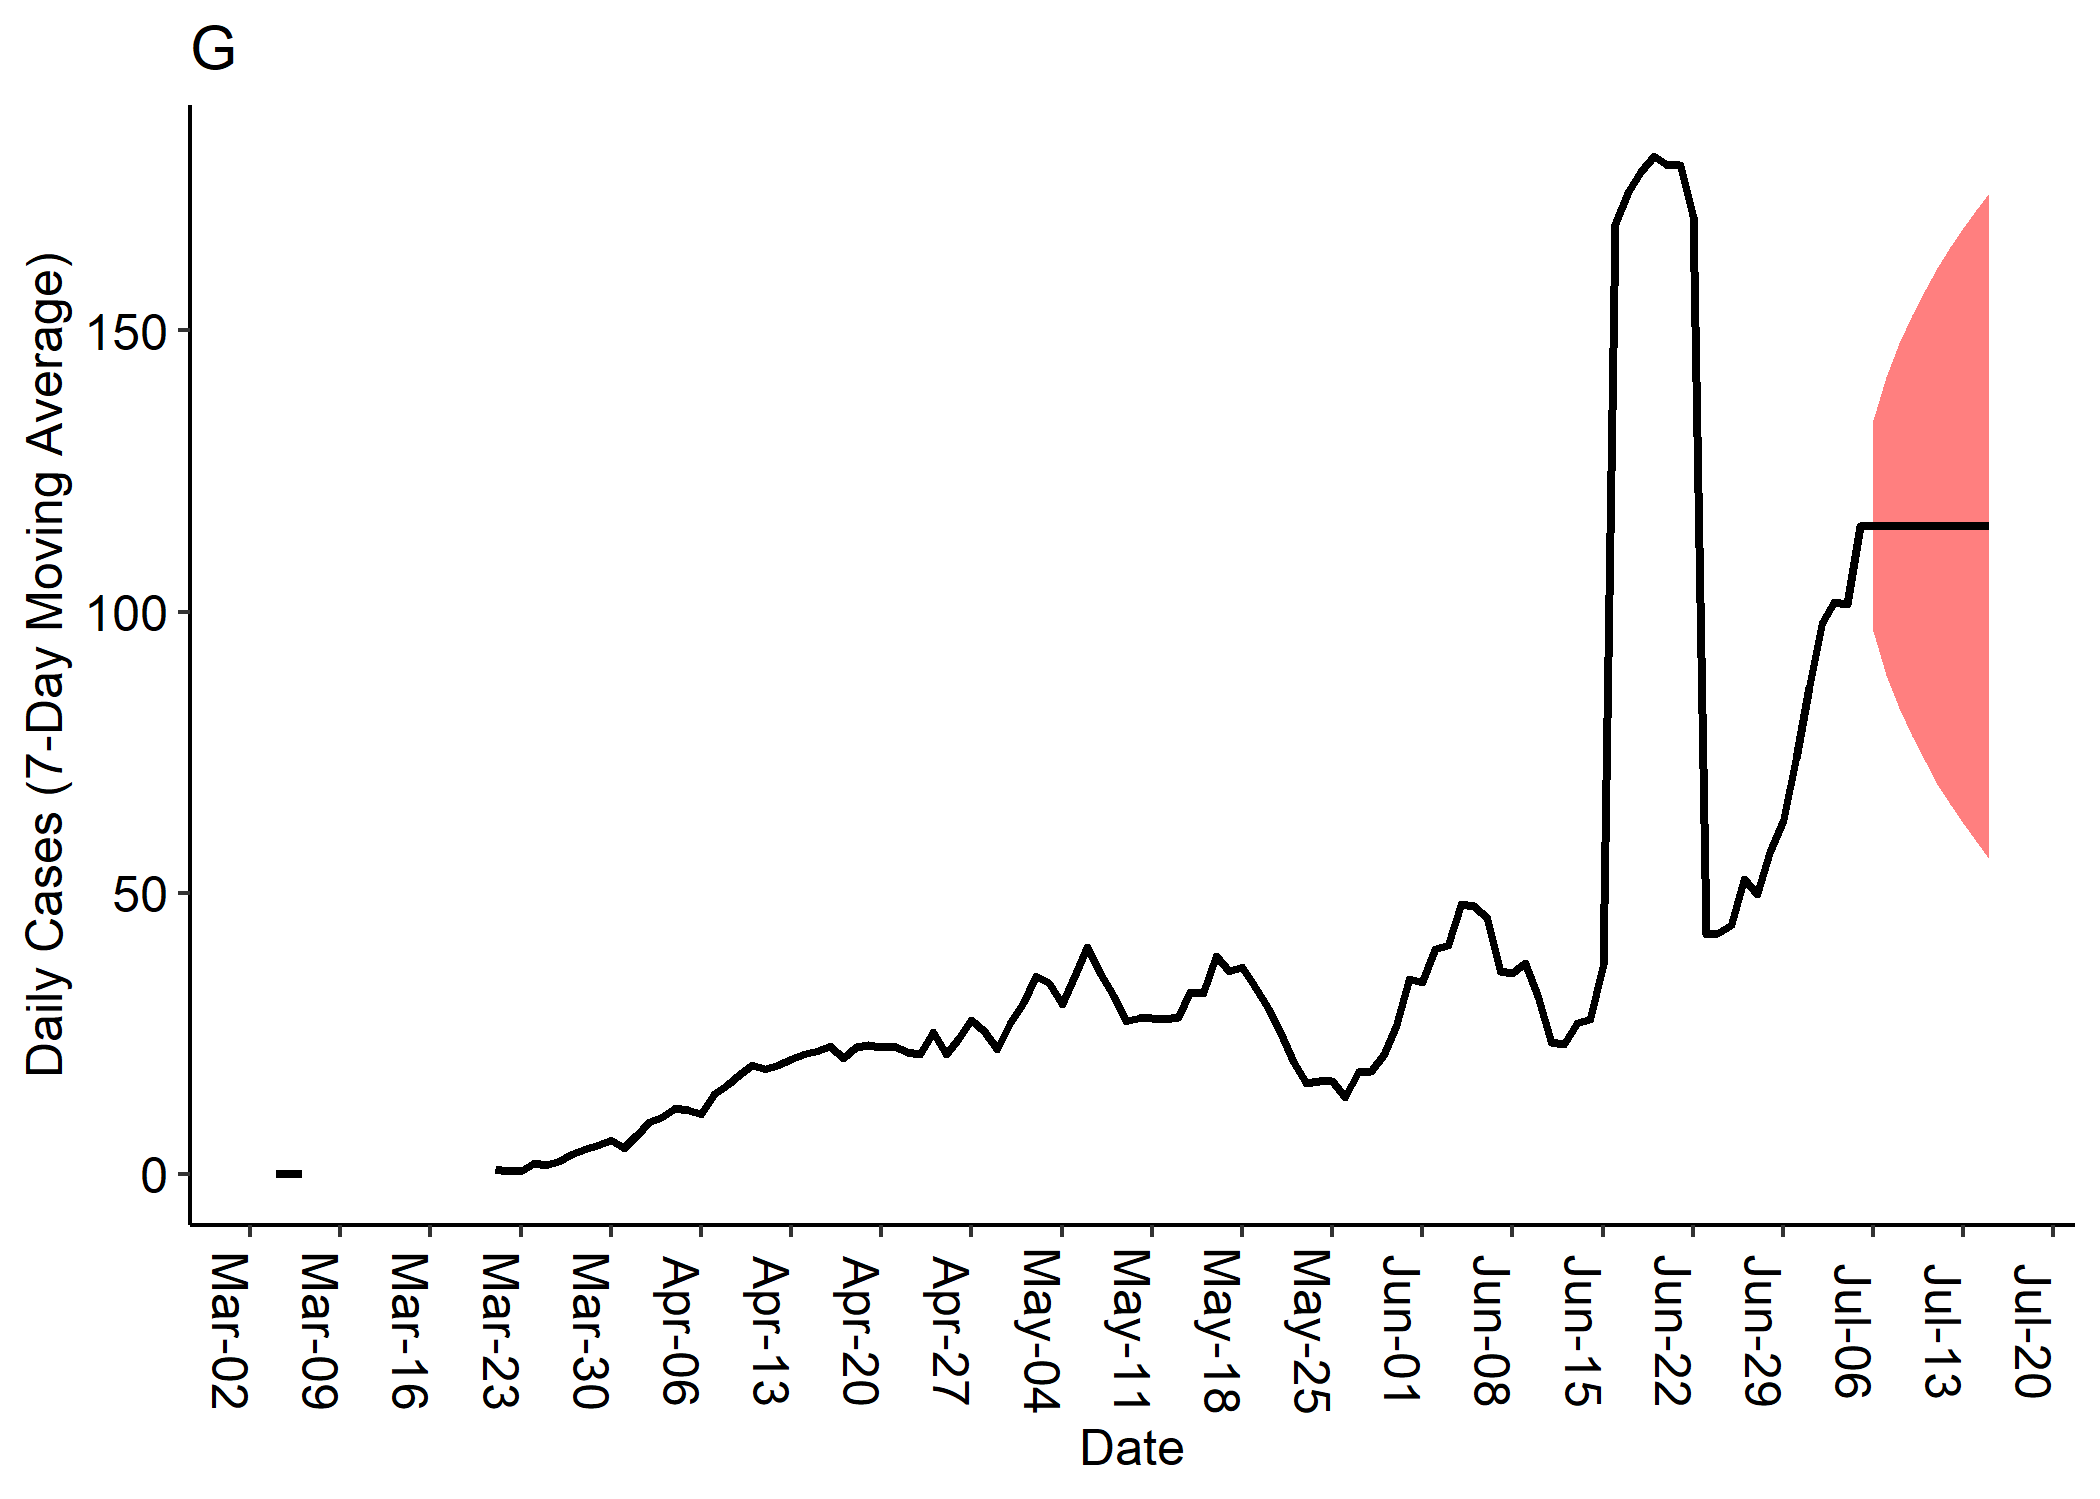 G
Daily Cases (7-Day Moving Average)
150
100
50
0
Mar-02
Mar-09
Mar-16
Mar-23
Mar-30
Apr-06
Apr-13
Apr-20
Apr-27
May-04
May-11
May-18
May-25
Jun-01
Jun-08
Jun-15
Jun-22
Jun-29
Jul-06
Jul-13
Jul-20
Date